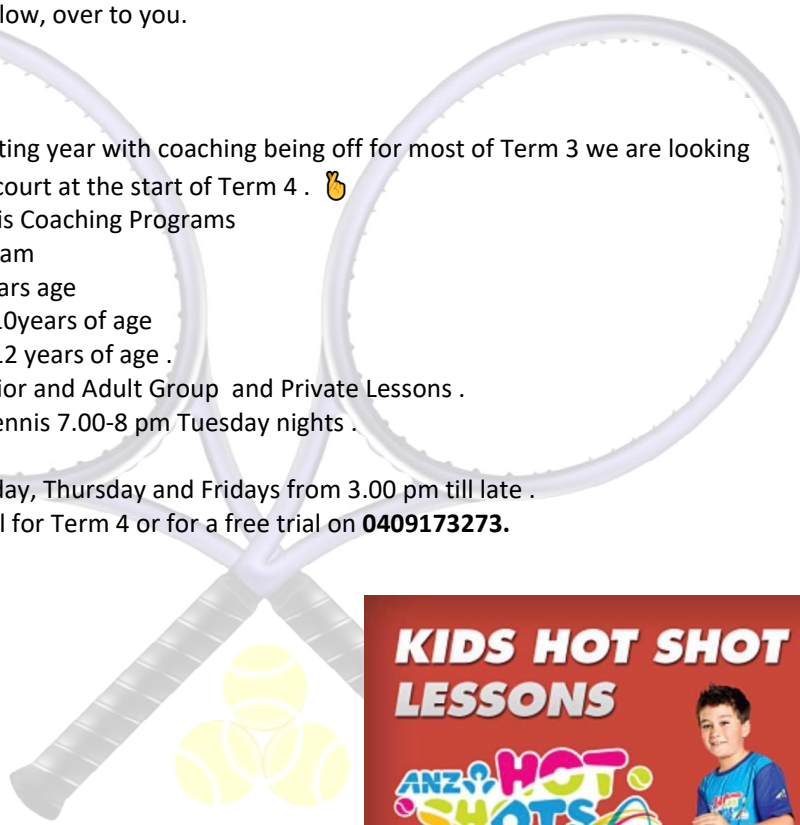 low, over to you.
ting year with coaching being off for most of Term 3 we are looking
court at the start of Term 4 . 🫰
is Coaching Programs
am
ars age
0years of age
2 years of age .
ior and Adult Group  and Private Lessons .
ennis 7.00-8 pm Tuesday nights .
day, Thursday and Fridays from 3.00 pm till late .
l for Term 4 or for a free trial on 0409173273.
KIDS HOT SHOT
LESSONS
ANZ HOT
SHOTS